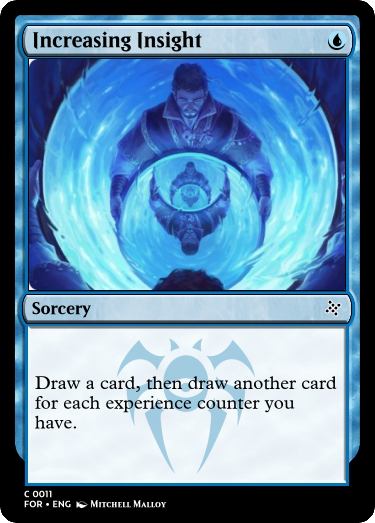 Increasing Insight
Sorcery
Draw a card, then draw another card
for each experience counter you
have.
C 0011
FOR • ENG Mitchell Malloy